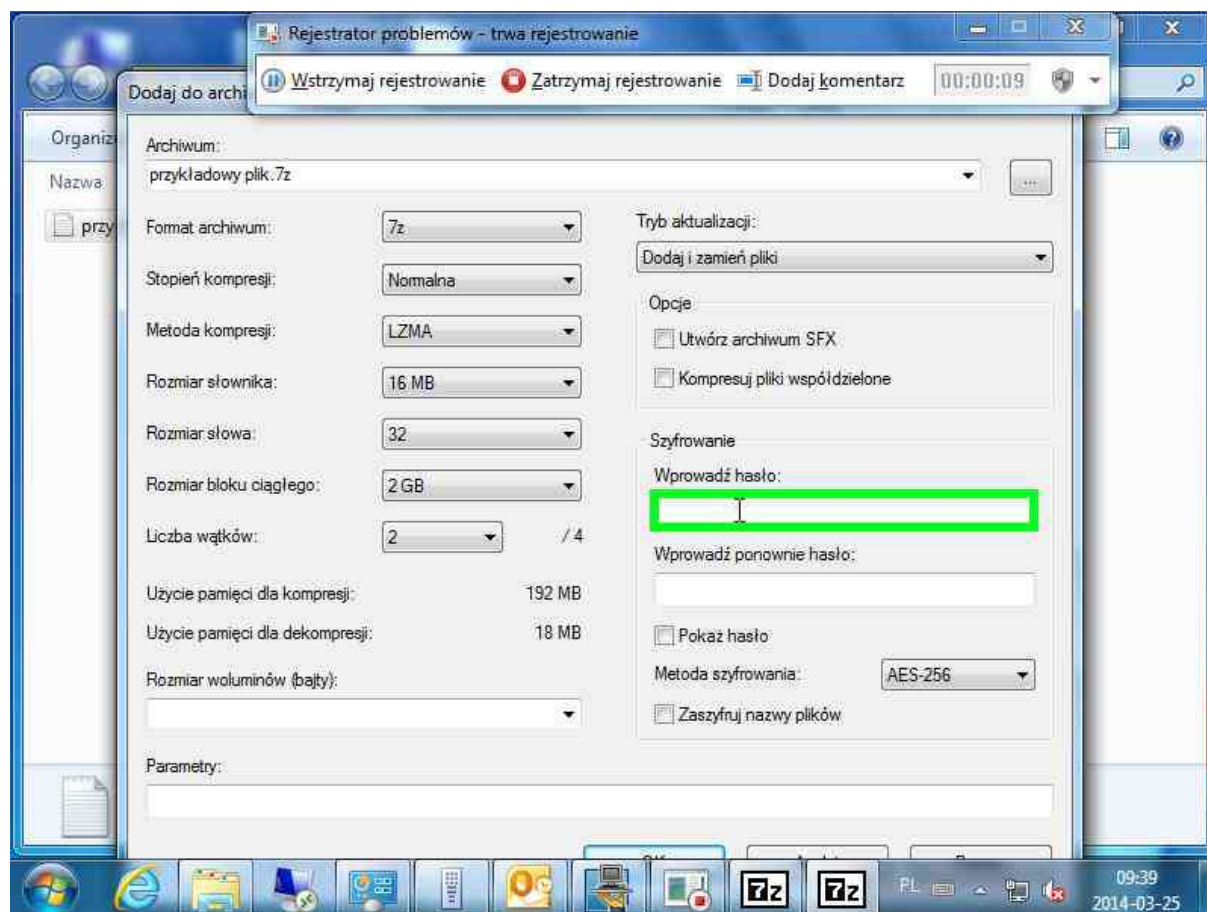 Rejestrator problemów - trwa rejestrowanie
Wstrzymaj rejestrowanie Zatrzymaj rejestrowanie Dodaj komentarz 00:00:09
Dodaj do archi
Organiz
Nazwa
przy
Archiwum:
przykładowy plik.7z
...
Format archiwum: 7z
Stopień kompresji: Normalna
Metoda kompresji: LZMA
Rozmiar słownika: 16 MB
Rozmiar słowa: 32
Rozmiar bloku ciągłego: 2 GB
Liczba wątków: 2 / 4
Użycie pamięci dla kompresji: 192 MB
Użycie pamięci dla dekompresji: 18 MB
Rozmiar woluminów (bajty):
Tryb aktualizacji:
Dodaj i zamień pliki
Opcje
Utwórz archiwum SFX
Kompresuj pliki współdzielone
Szyfrowanie
Wprowadź hasło:
Wprowadź ponownie hasło:
Pokaż hasło
Metoda szyfrowania: AES-256
Zaszyfruj nazwy plików
Parametry:
7z 7z PL 09:39
2014-03-25